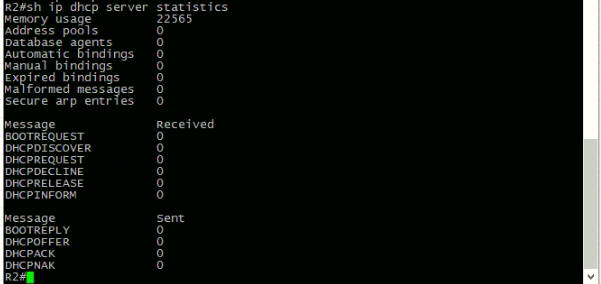 R2#sh ip dhcp server statistics
Memory usage 22565
Address pools 0
Database agents 0
Automatic bindings 0
Manual bindings 0
Expired bindings 0
Malformed messages 0
Secure arp entries 0
Message Received
BOOTREQUEST 0
DHCPDISCOVER 0
DHCPREQUEST 0
DHCPDECLINE 0
DHCPRELEASE 0
DHCPINFORM 0
Message Sent
BOOTREPLY 0
DHCPOFFER 0
DHCPACK 0
DHCPNAK 0
R2#